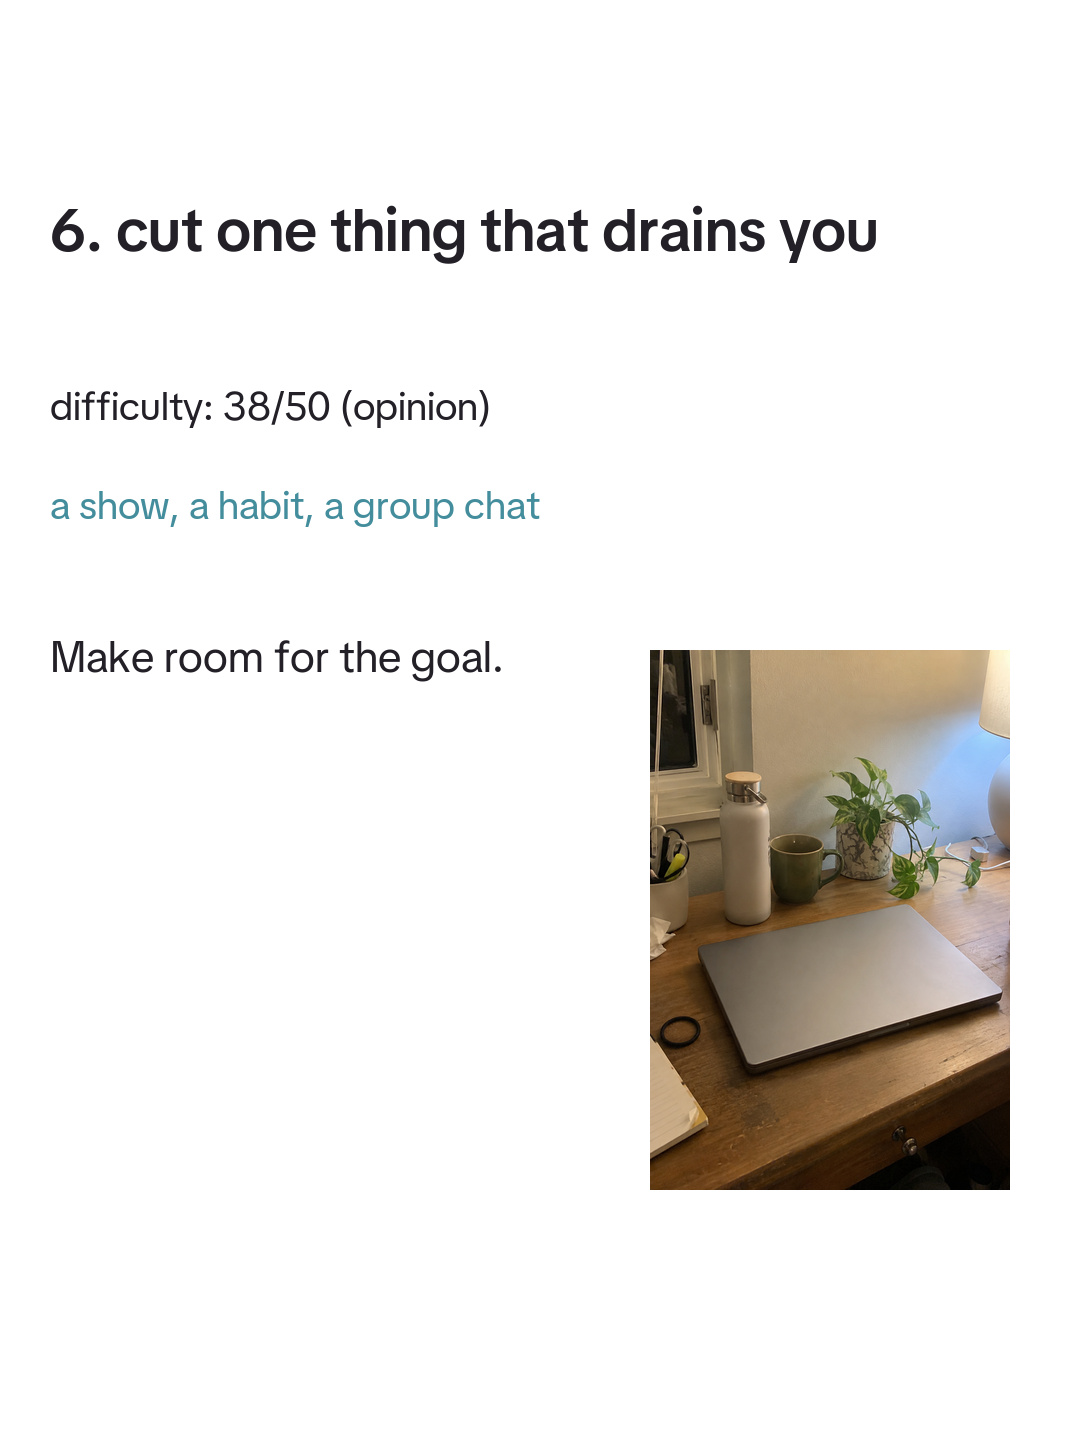 6. cut one thing that drains you
difficulty: 38/50 (opinion)
a show, a habit, a group chat
Make room for the goal.